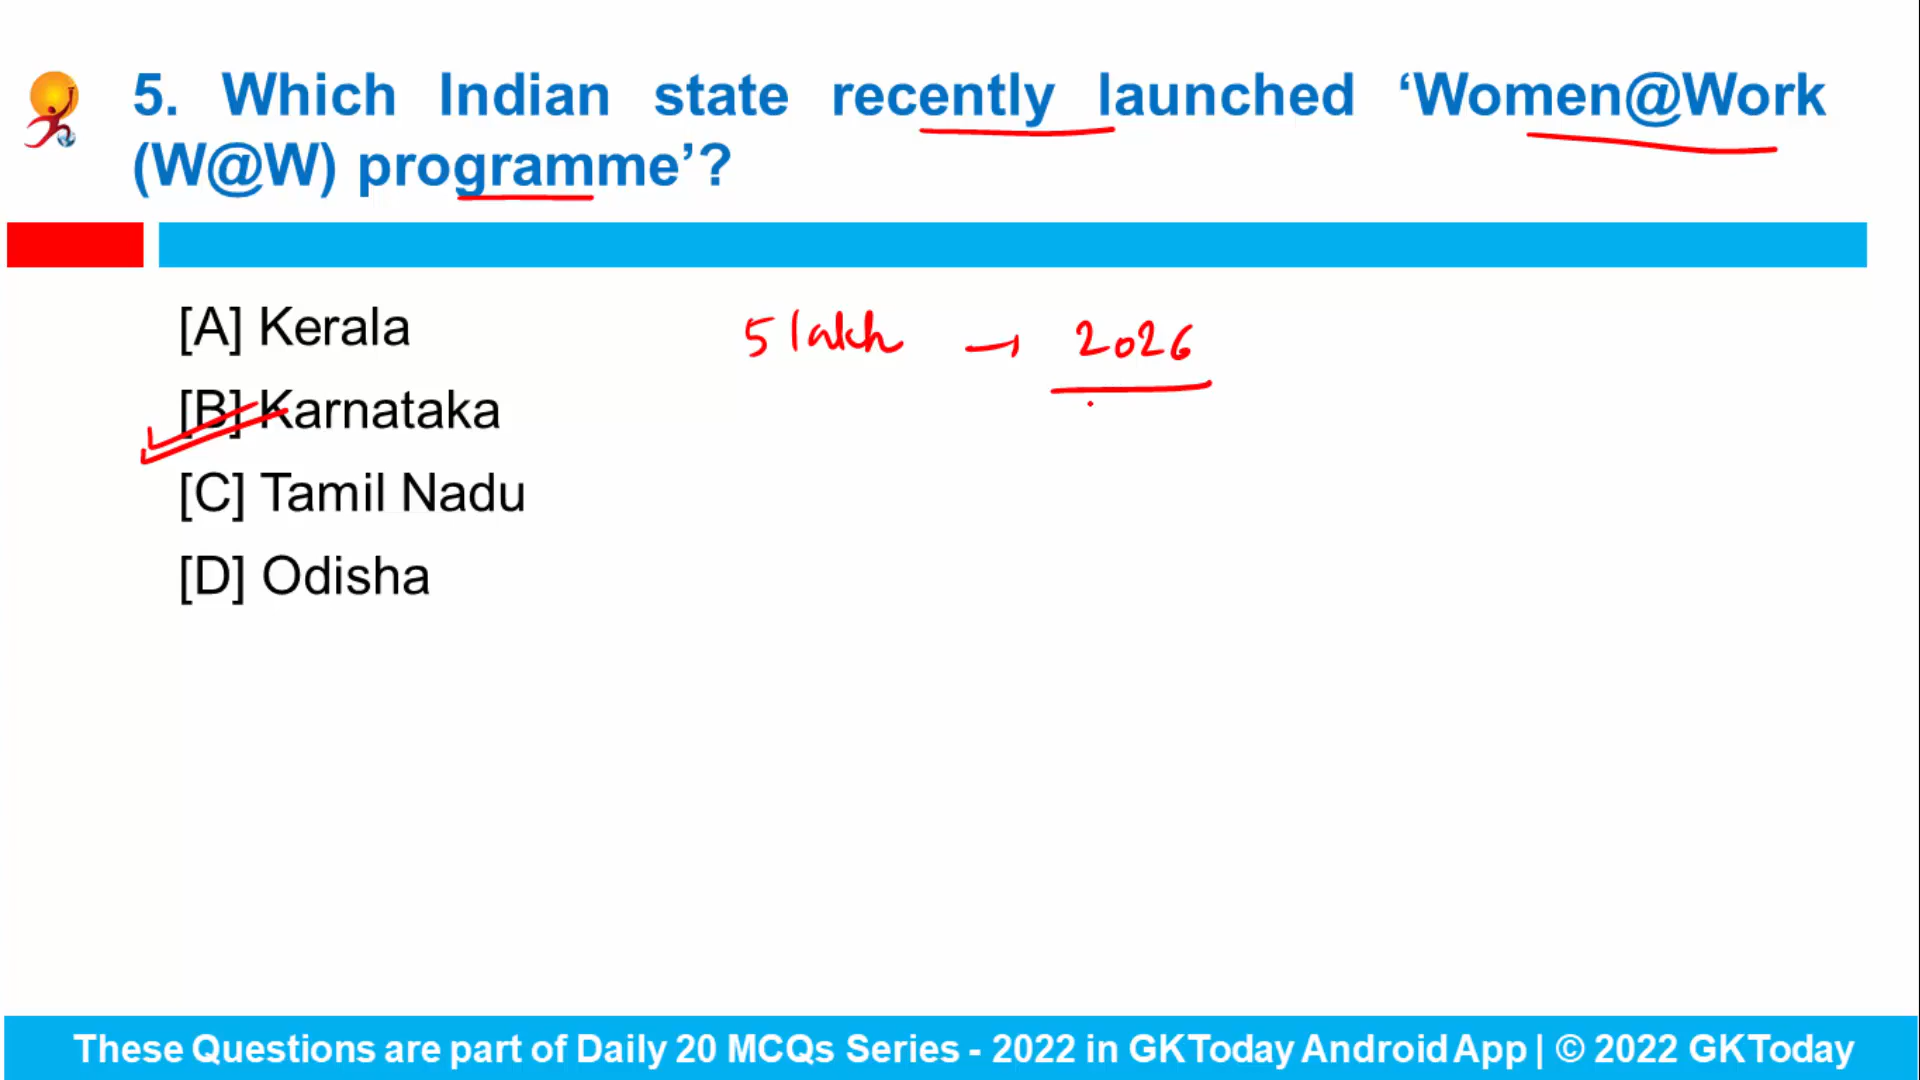 5. Which Indian state recently launched ‘Women@Work
(W@W) programme’?
[A] Kerala
5 lakh → 2026
[B] Karnataka
[C] Tamil Nadu
[D] Odisha
These Questions are part of Daily 20 MCQs Series - 2022 in GKToday Android App | © 2022 GKToday